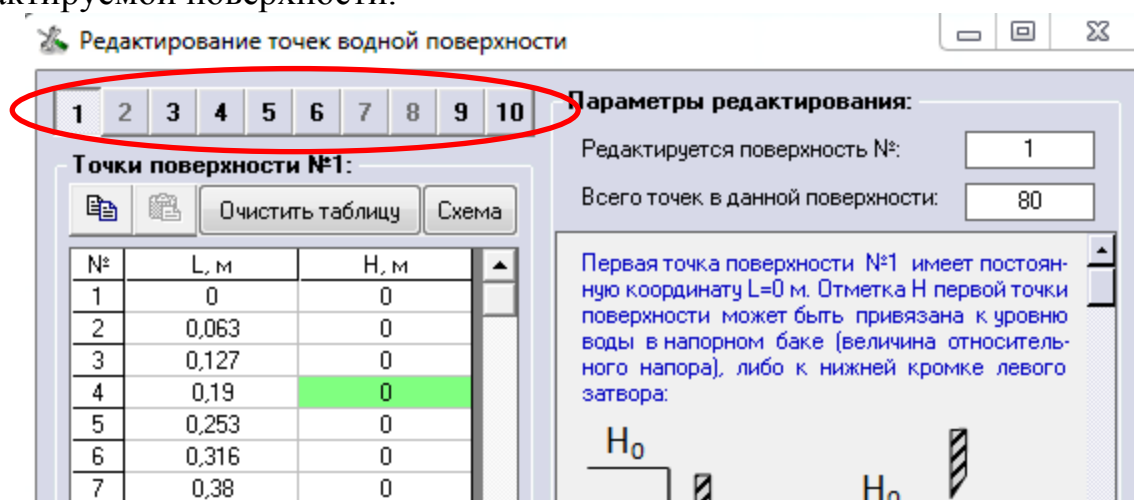 актируемой поверхности.
Редактирование точек водной поверхности
1 2 3 4 5 6 7 8 9 10
Точки поверхности №1:
Очистить таблицу Схема
№ L, м H, м
1 0 0
2 0,063 0
3 0,127 0
4 0,19 0
5 0,253 0
6 0,316 0
7 0,38 0
Параметры редактирования:
Редактируется поверхность №: 1
Всего точек в данной поверхности: 80
Первая точка поверхности №1 имеет постоян-
ную координату L=0 м. Отметка H первой точки
поверхности может быть привязана к уровню
воды в напорном баке (величина относитель-
ного напора), либо к нижней кромке левого
затвора:
H₀
H₀